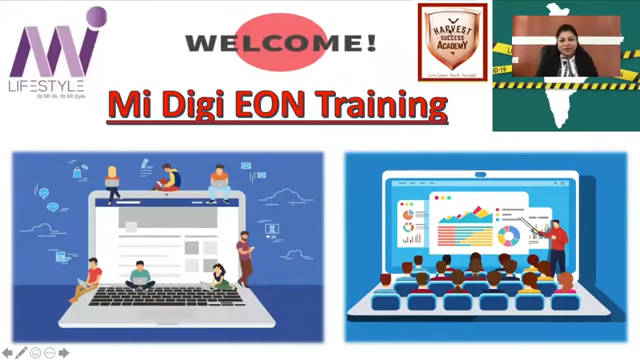 WELCOME!
HARVEST
SUCCESS
ACADEMY
LIFESTYLE
Mi Digi EON Training